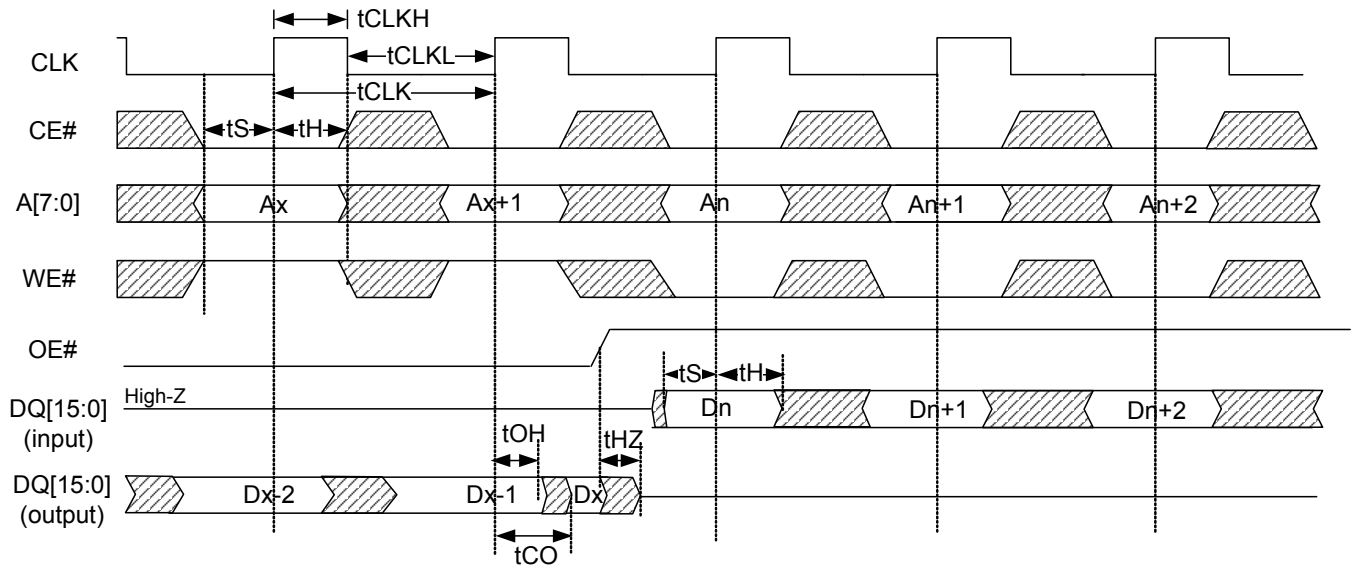 tCLKH
CLK
tCLKL
tCLK
CE#
tS
tH
A[7:0]
Ax
Ax+1
An
An+1
An+2
WE#
OE#
tS
tH
High-Z
DQ[15:0]
(input)
Dn
Dn+1
Dn+2
tOH
tHZ
DQ[15:0]
(output)
Dx-2
Dx-1
Dx
tCO